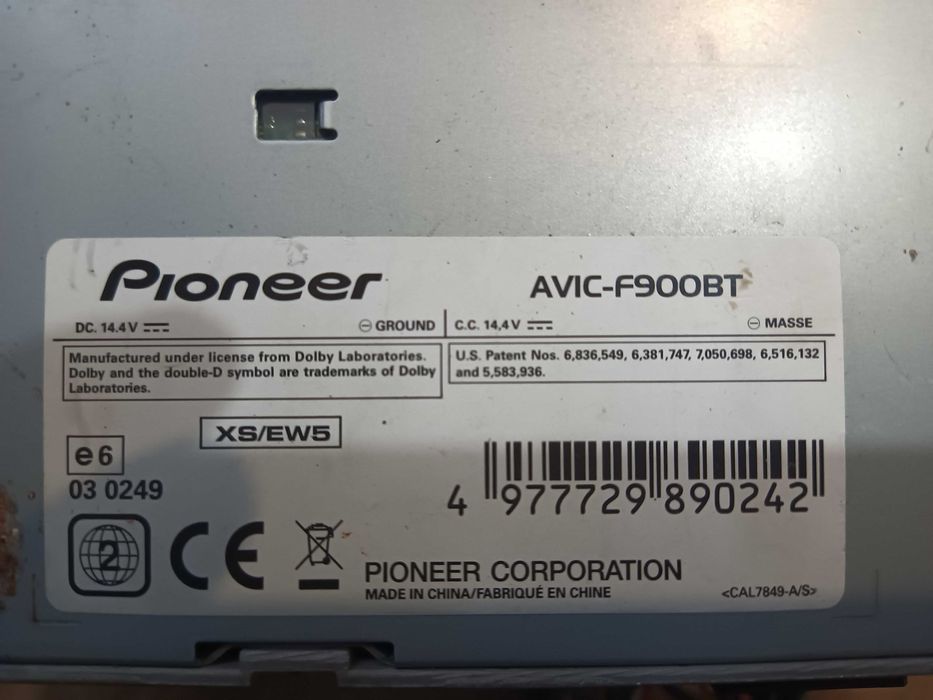 Pioneer
AVIC-F900BT
DC. 14.4 V
⊖ GROUND
C.C. 14,4 V
⊖ MASSE
Manufactured under license from Dolby Laboratories.
Dolby and the double-D symbol are trademarks of Dolby
Laboratories.
U.S. Patent Nos. 6,836,549, 6,381,747, 7,050,698, 6,516,132
and 5,583,936.
XS/EW5
e6
03 0249
4 977729 890242
2
CE
PIONEER CORPORATION
MADE IN CHINA/FABRIQUÉ EN CHINE
<CAL7849-A/S>